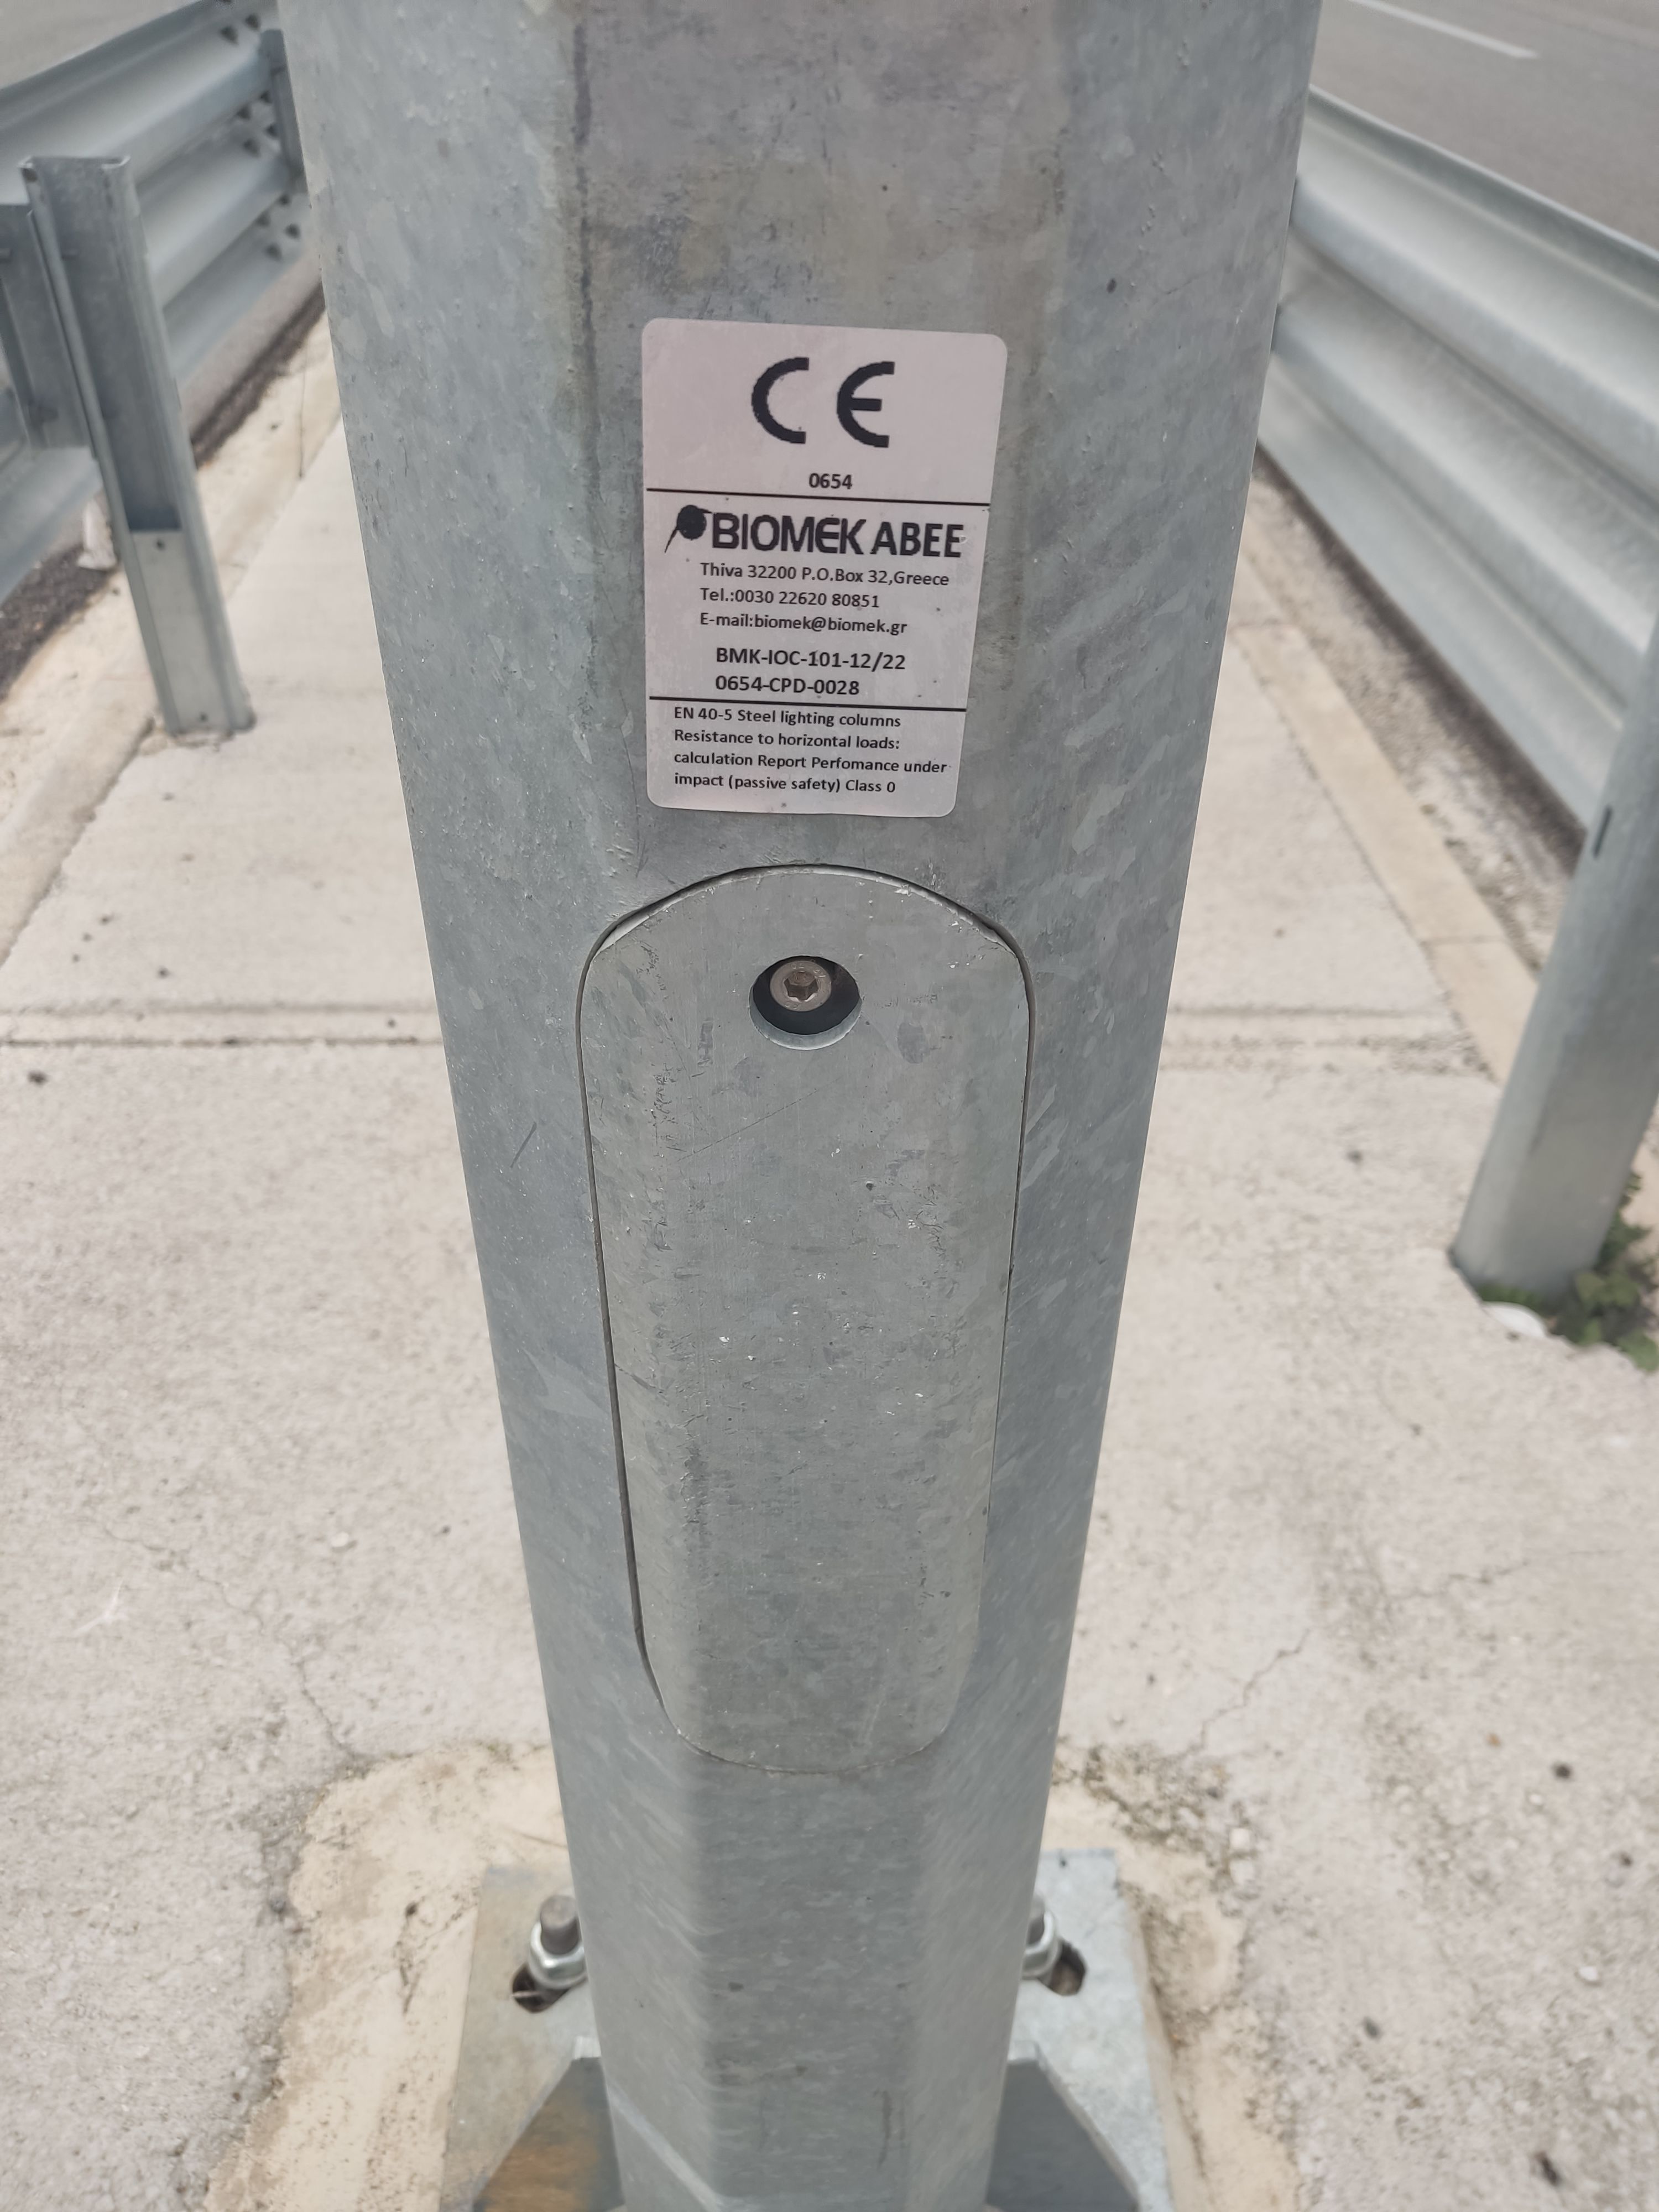 CE
0654
BIOMEK ABEE
Thiva 32200 P.O.Box 32,Greece
Tel.:0030 22620 80851
E-mail:biomek@biomek.gr
BMK-IOC-101-12/22
0654-CPD-0028
EN 40-5 Steel lighting columns
Resistance to horizontal loads:
calculation Report Perfomance under
impact (passive safety) Class 0